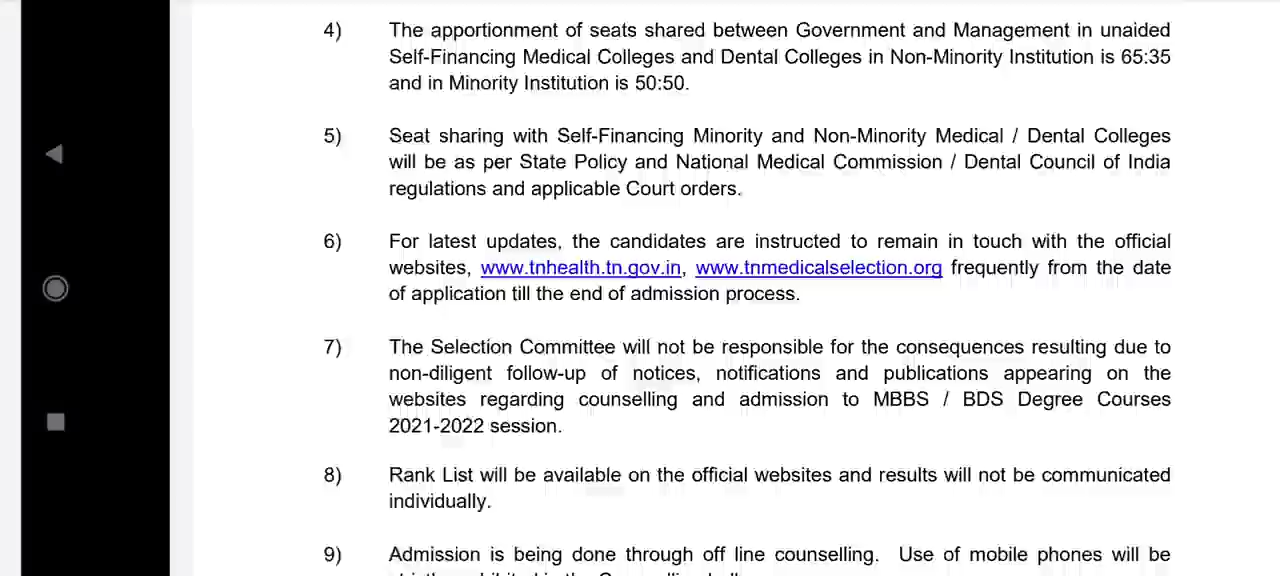 4) The apportionment of seats shared between Government and Management in unaided
Self-Financing Medical Colleges and Dental Colleges in Non-Minority Institution is 65:35
and in Minority Institution is 50:50.
5) Seat sharing with Self-Financing Minority and Non-Minority Medical / Dental Colleges
will be as per State Policy and National Medical Commission / Dental Council of India
regulations and applicable Court orders.
6) For latest updates, the candidates are instructed to remain in touch with the official
websites, www.tnhealth.tn.gov.in, www.tnmedicalselection.org frequently from the date
of application till the end of admission process.
7) The Selection Committee will not be responsible for the consequences resulting due to
non-diligent follow-up of notices, notifications and publications appearing on the
websites regarding counselling and admission to MBBS / BDS Degree Courses
2021-2022 session.
8) Rank List will be available on the official websites and results will not be communicated
individually.
9) Admission is being done through off line counselling. Use of mobile phones will be